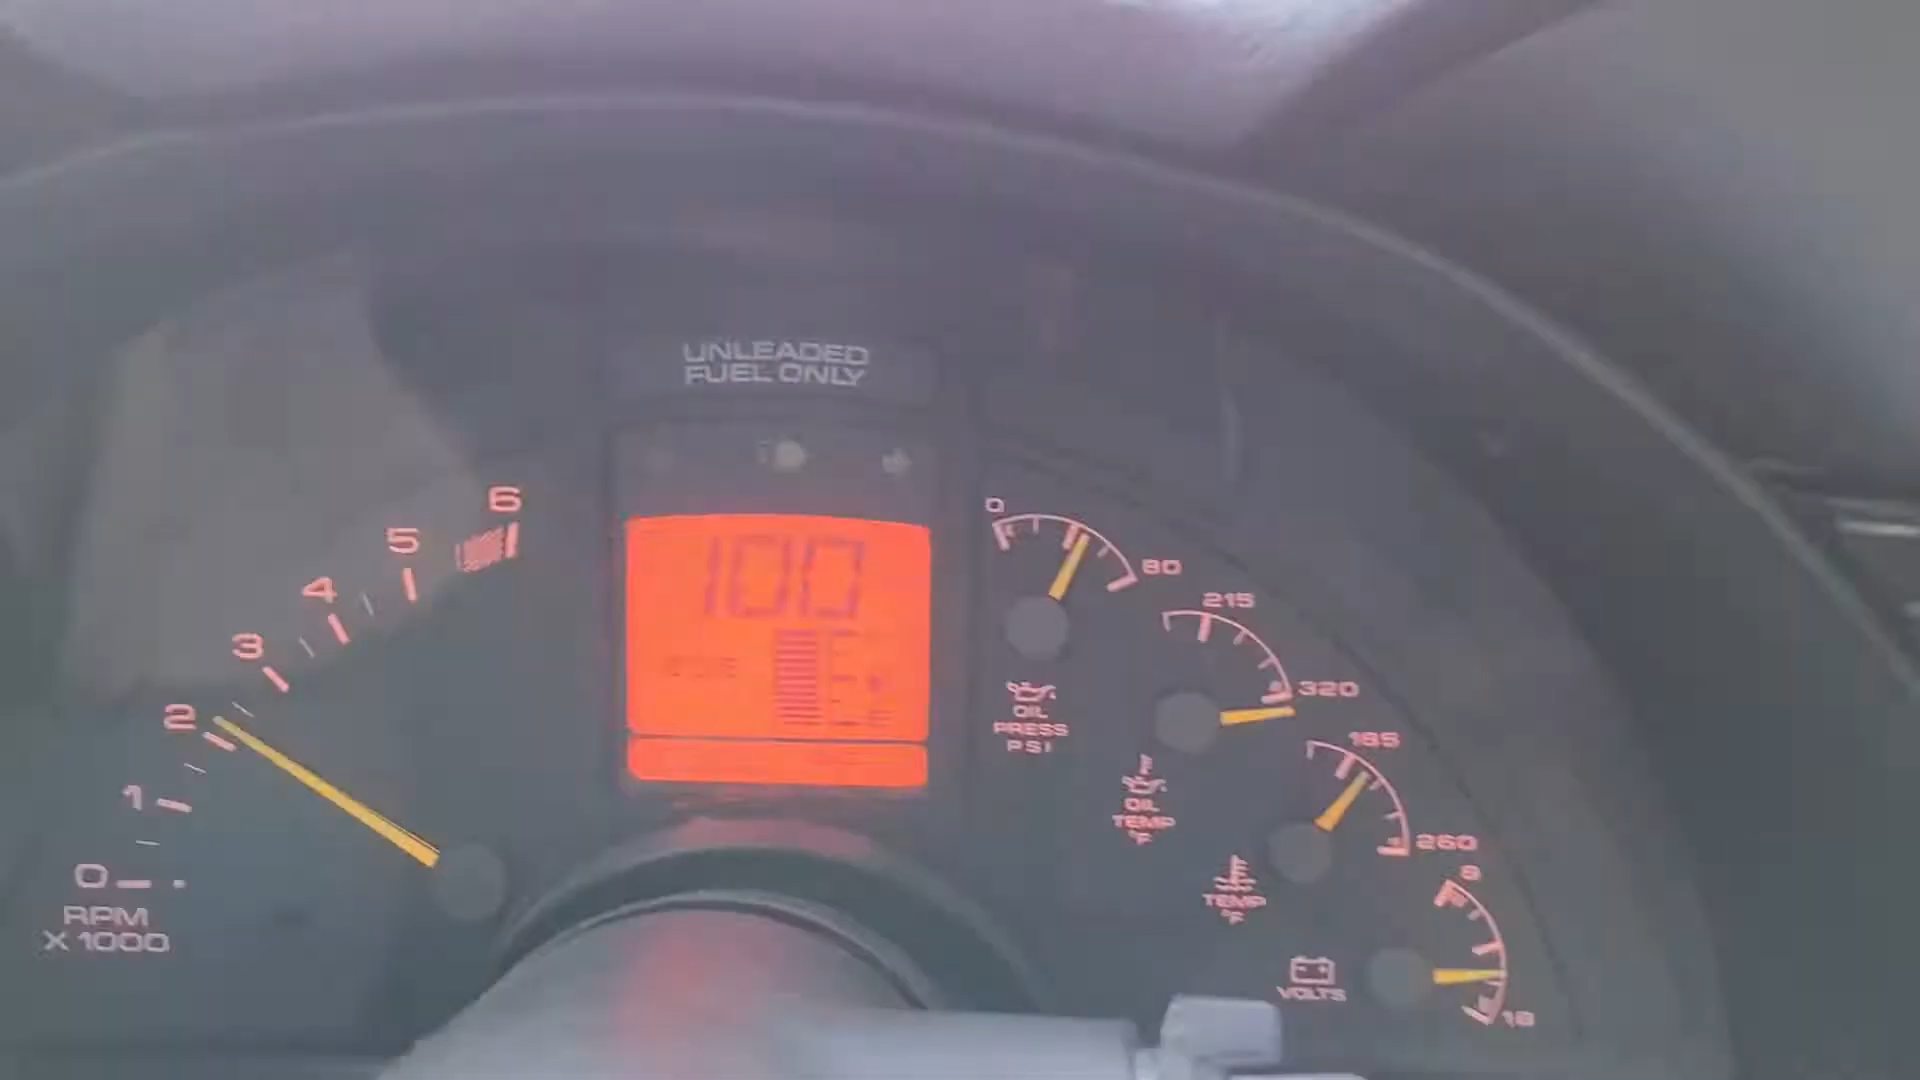 UNLEADED
FUEL ONLY
6
5
4
3
2
1
0
RPM
X 1000
100
E
0
80
OIL
PRESS
PSI
215
320
OIL
TEMP
°F
185
260
TEMP
°F
8
18
VOLTS